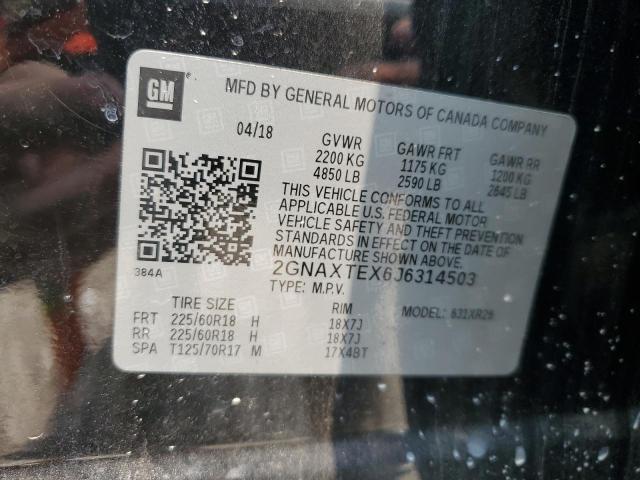 GM ®
MFD BY GENERAL MOTORS OF CANADA COMPANY
04/18 GVWR GAWR FRT GAWR RR
2200 KG 1175 KG 1200 KG
4850 LB 2590 LB 2645 LB
THIS VEHICLE CONFORMS TO ALL
APPLICABLE U.S. FEDERAL MOTOR
VEHICLE SAFETY AND THEFT PREVENTION
STANDARDS IN EFFECT ON THE DATE OF
MANUFACTURE SHOWN ABOVE.
384A 2GNAXTEX6J6314503
TYPE: M.P.V.
TIRE SIZE RIM MODEL: 631XR26
FRT 225/60R18 H 18X7J
RR 225/60R18 H 18X7J
SPA T125/70R17 M 17X4BT